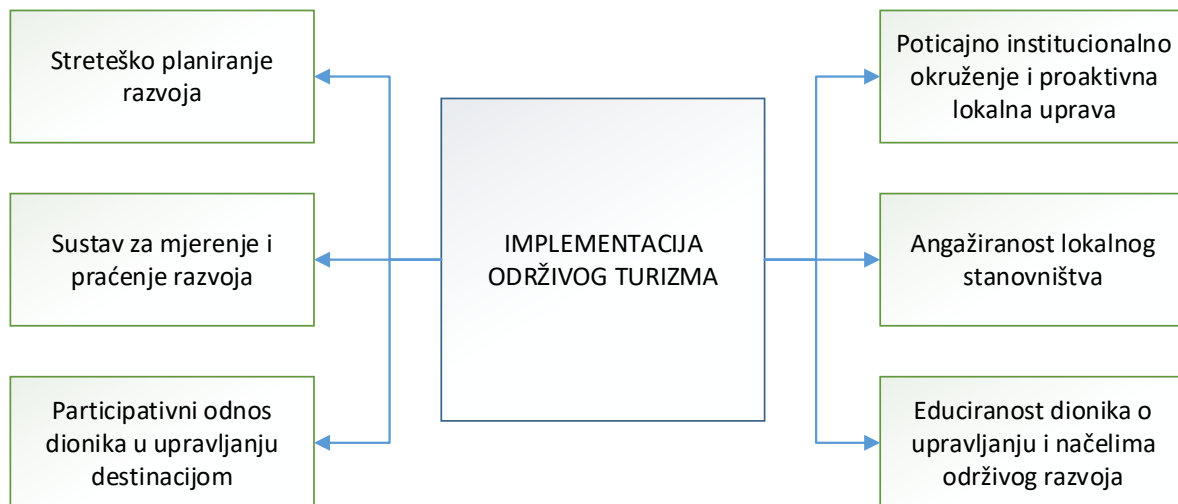 Streteško planiranje
razvoja
Sustav za mjerenje i
praćenje razvoja
Participativni odnos
dionika u upravljanju
destinacijom
IMPLEMENTACIJA
ODRŽIVOG TURIZMA
Poticajno institucionalno
okruženje i proaktivna
lokalna uprava
Angažiranost lokalnog
stanovništva
Educiranost dionika o
upravljanju i načelima
održivog razvoja